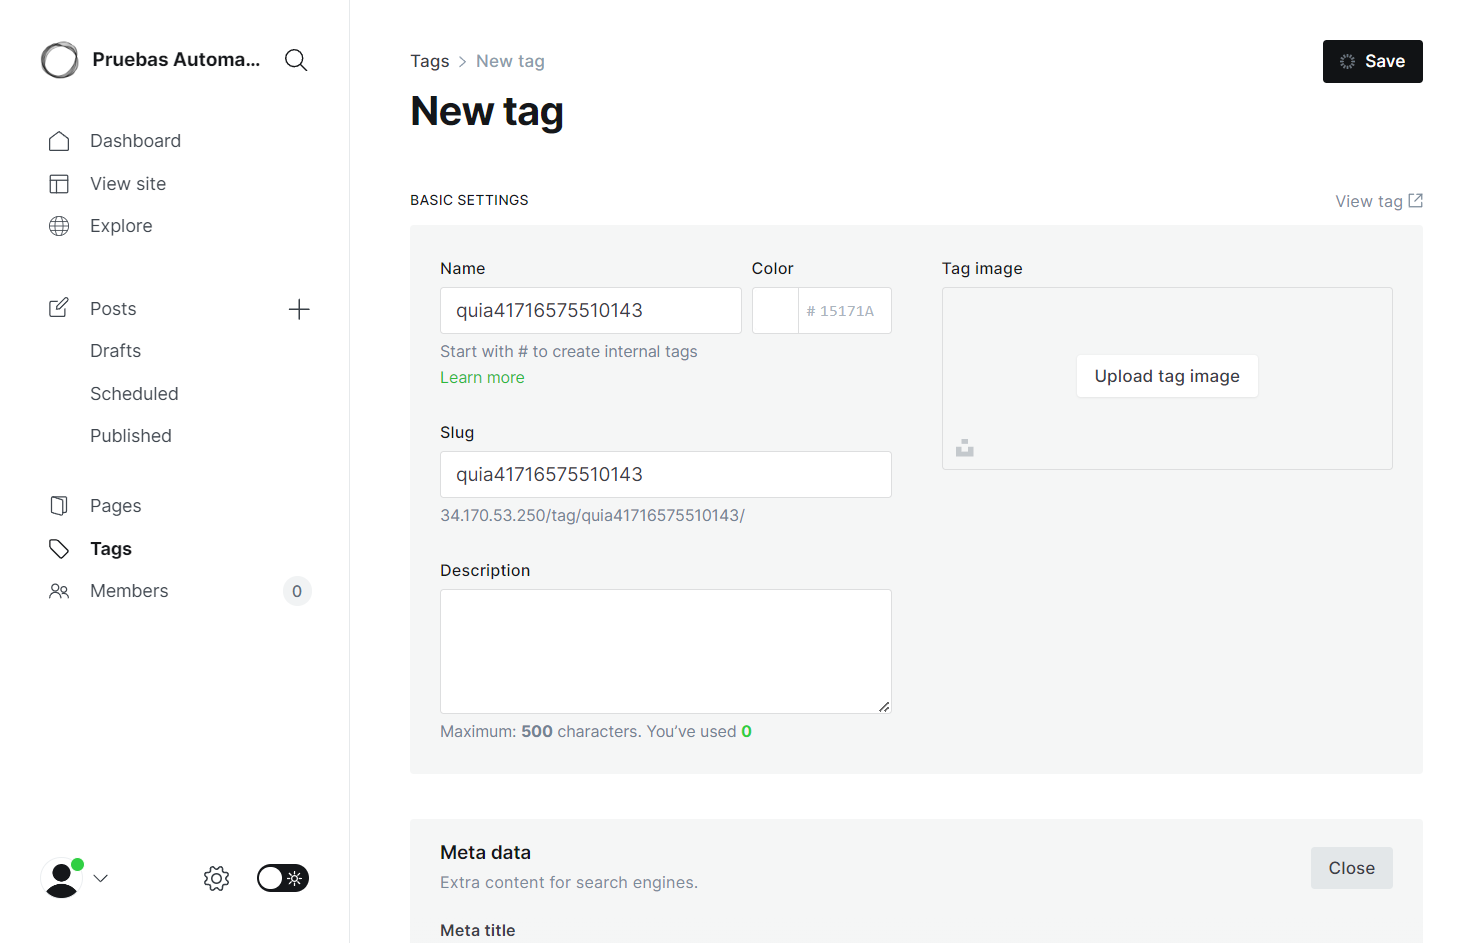 Pruebas Automa...
Dashboard
View site
Explore
Posts
Drafts
Scheduled
Published
Pages
Tags
Members 0
Tags > New tag
Save
New tag
BASIC SETTINGS
View tag
Name
quia41716575510143
Start with # to create internal tags
Learn more
Color
# 15171A
Slug
quia41716575510143
34.170.53.250/tag/quia41716575510143/
Description
Maximum: 500 characters. You’ve used 0
Tag image
Upload tag image
Meta data
Extra content for search engines.
Close
Meta title